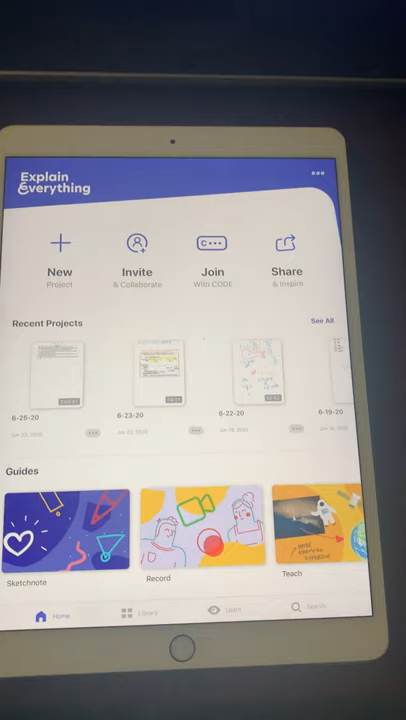 Explain
Everything
New
Project
Invite
& Collaborate
C
Join
With CODE
Share
& Inspire
Recent Projects
See All
6-25-20
6-23-20
6-22-20
6-19-20
Guides
Sketchnote
Record
Teach
Home
Library
Learn
Search